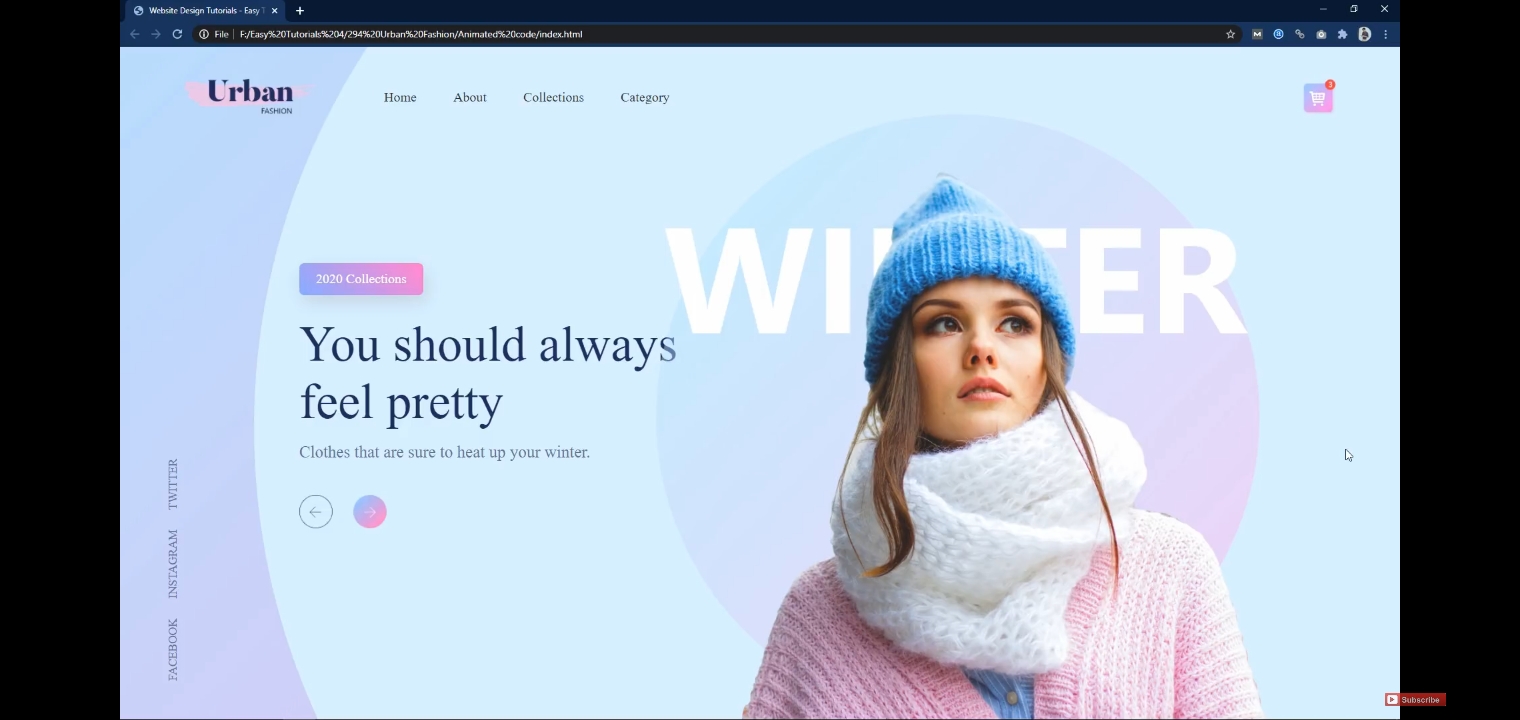 Website Design Tutorials - Easy T
File
F:/Easy%20Tutorials%204/294%20Urban%20Fashion/Animated%20code/index.html
Urban
FASHION
Home
About
Collections
Category
3
2020 Collections
WI TER
You should always
feel pretty
Clothes that are sure to heat up your winter.
TWITTER
INSTAGRAM
FACEBOOK
Subscribe